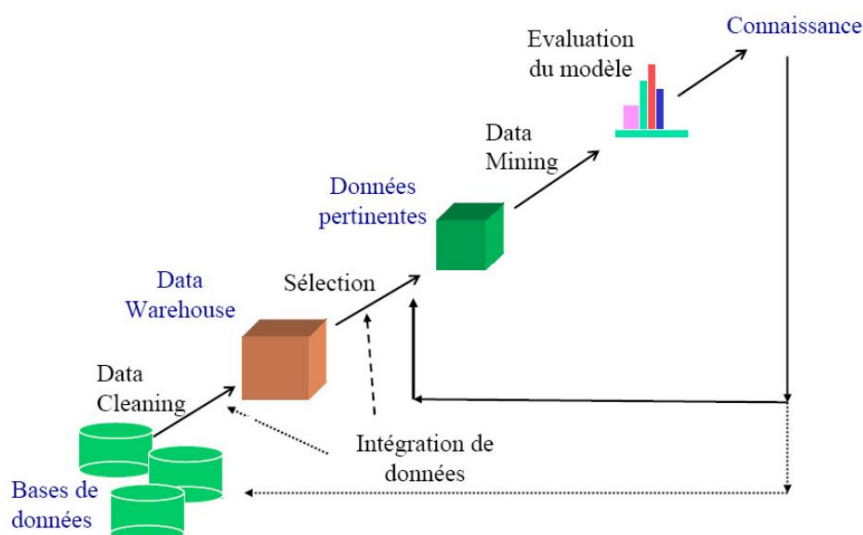 Connaissance
Evaluation
du modèle
Data
Mining
Données
pertinentes
Sélection
Data
Warehouse
Data
Cleaning
Intégration de
données
Bases de
données